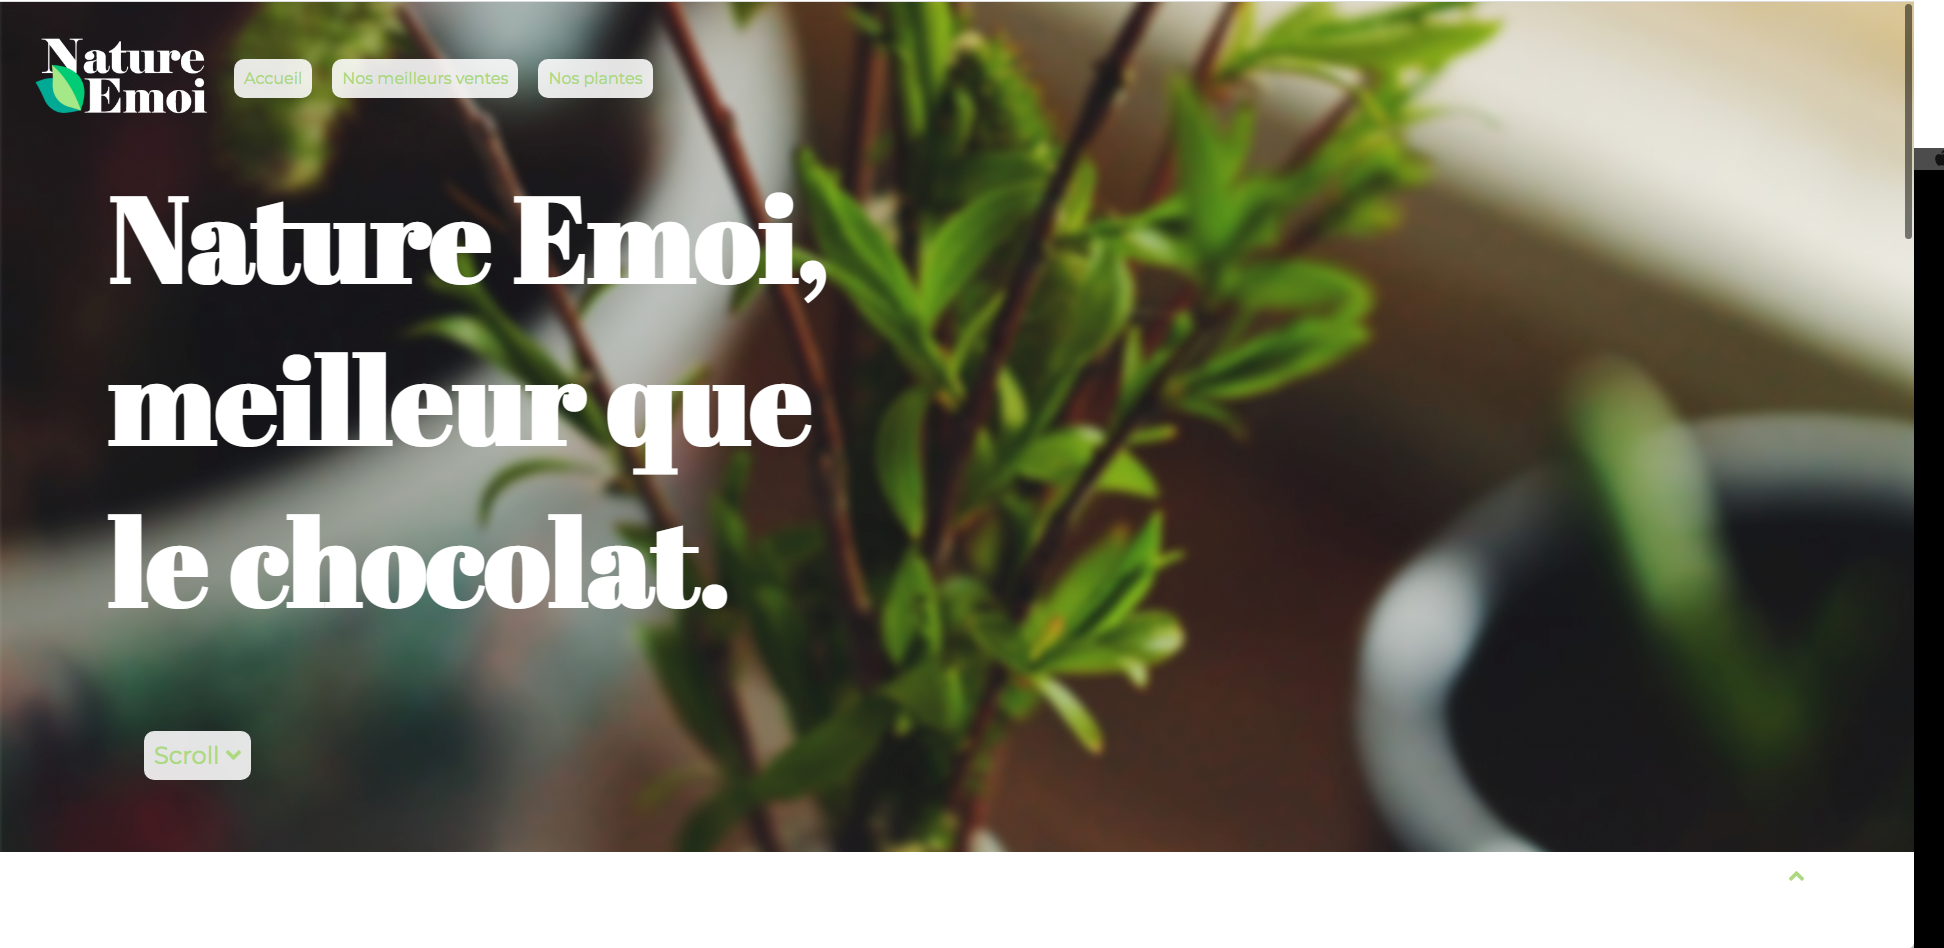 Nature
Emoi
Accueil
Nos meilleurs ventes
Nos plantes
Nature Emoi,
meilleur que
le chocolat.
Scroll